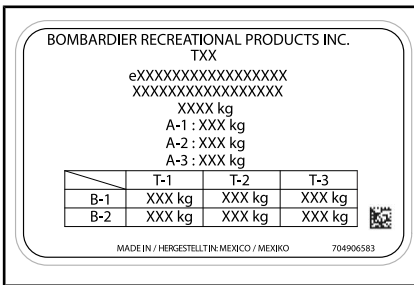 BOMBARDIER RECREATIONAL PRODUCTS INC.
TXX
eXXXXXXXXXXXXXXXXX
XXXXXXXXXXXXXXXXX
XXXX kg
A-1 : XXX kg
A-2 : XXX kg
A-3 : XXX kg
T-1 T-2 T-3
B-1 XXX kg XXX kg XXX kg
B-2 XXX kg XXX kg XXX kg
MADE IN / HERGESTELLT IN: MEXICO / MEXIKO 704906583